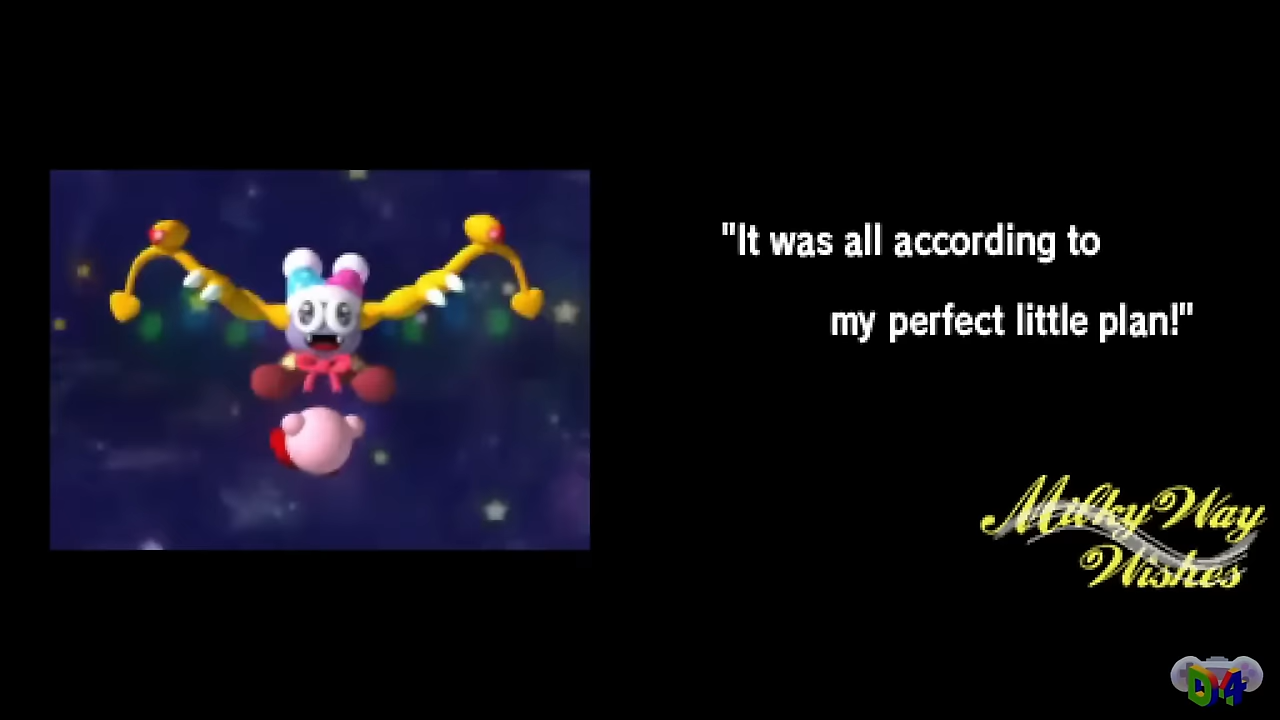 "It was all according to
my perfect little plan!"
Milky Way
Wishes